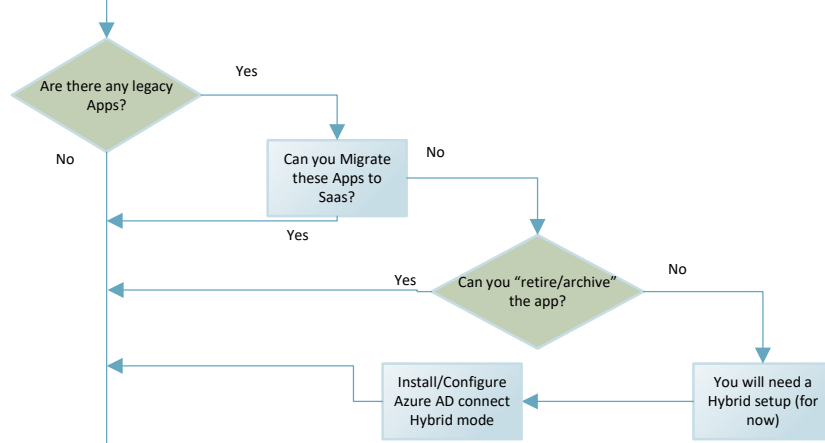 Are there any legacy
Apps?
Yes
No
Can you Migrate
these Apps to
Saas?
No
Yes
Can you “retire/archive”
the app?
Yes
No
Install/Configure
Azure AD connect
Hybrid mode
You will need a
Hybrid setup (for
now)